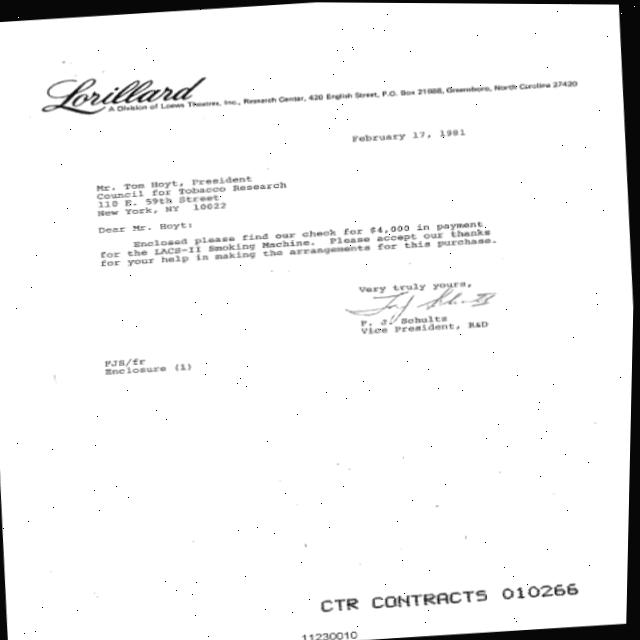 Lorillard
A Division of Loews Theatres, Inc., Research Center, 420 English Street, P.O. Box 21688, Greensboro, North Carolina 27420
February 17, 1981
Mr. Tom Hoyt, President
Council for Tobacco Research
110 E. 59th Street
New York, NY 10022
Dear Mr. Hoyt:
Enclosed please find our check for $4,000 in payment
for the LACS-II Smoking Machine. Please accept our thanks
for your help in making the arrangements for this purchase.
Very truly yours,
F. J. Schultz
Vice President, R&D
FJS/fr
Enclosure (1)
CTR CONTRACTS 010266
11230010